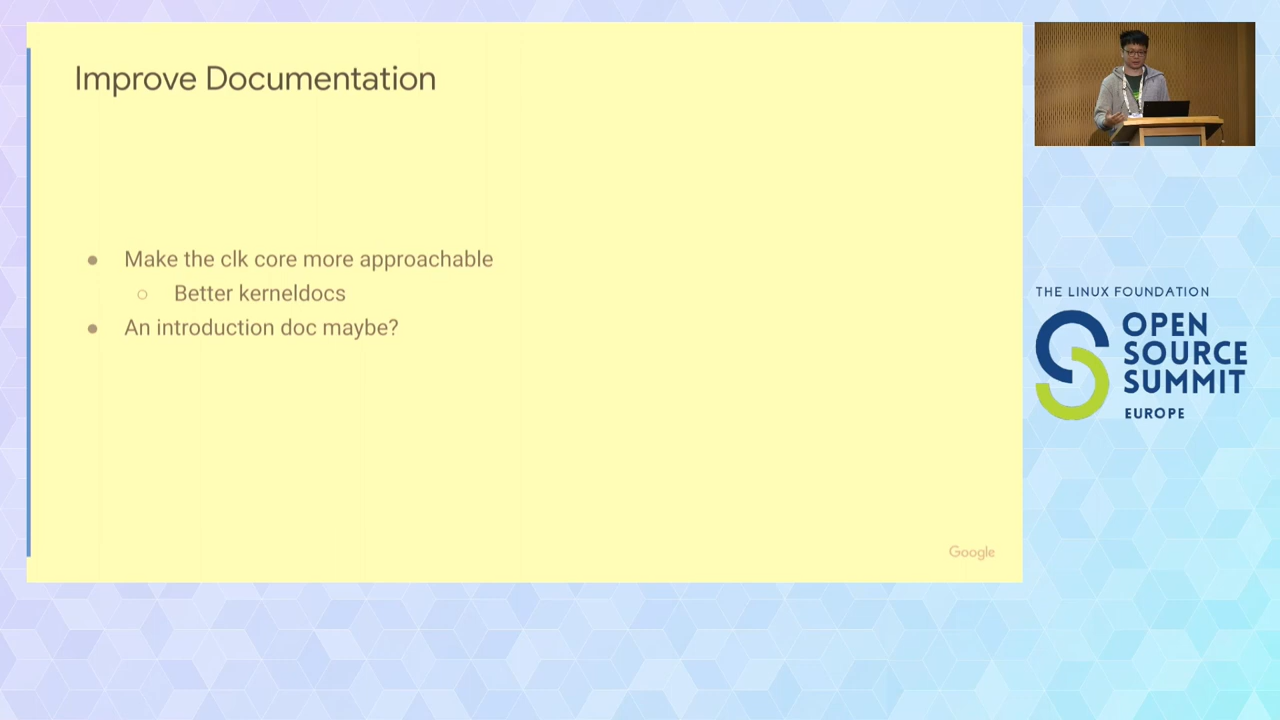 Improve Documentation
● Make the clk core more approachable
○ Better kerneldocs
● An introduction doc maybe?
Google
THE LINUX FOUNDATION
OPEN
SOURCE
SUMMIT
EUROPE